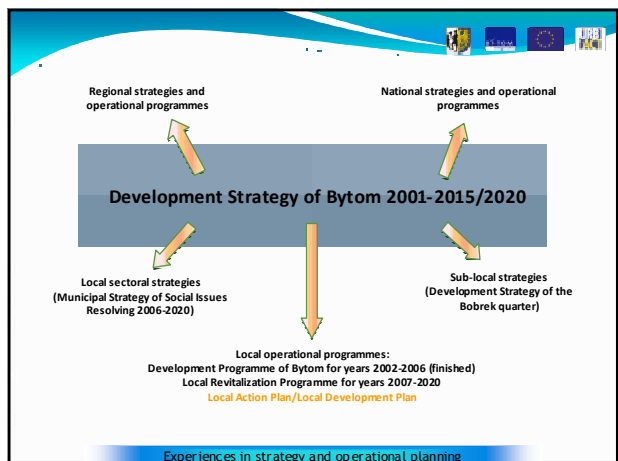 Regional strategies and
operational programmes
National strategies and operational
programmes
Development Strategy of Bytom 2001-2015/2020
Local sectoral strategies
(Municipal Strategy of Social Issues
Resolving 2006-2020)
Sub-local strategies
(Development Strategy of the
Bobrek quarter)
Local operational programmes:
Development Programme of Bytom for years 2002-2006 (finished)
Local Revitalization Programme for years 2007-2020
Local Action Plan/Local Development Plan
Experiences in strategy and operational planning